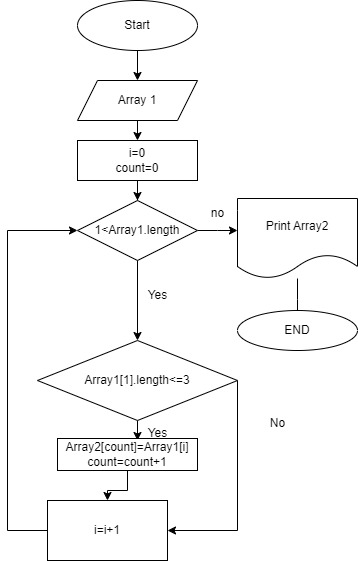 Start
Array 1
i=0
count=0
1<Array1.length
no
Print Array2
Yes
END
Array1[1].length<=3
No
Yes
Array2[count]=Array1[i]
count=count+1
i=i+1